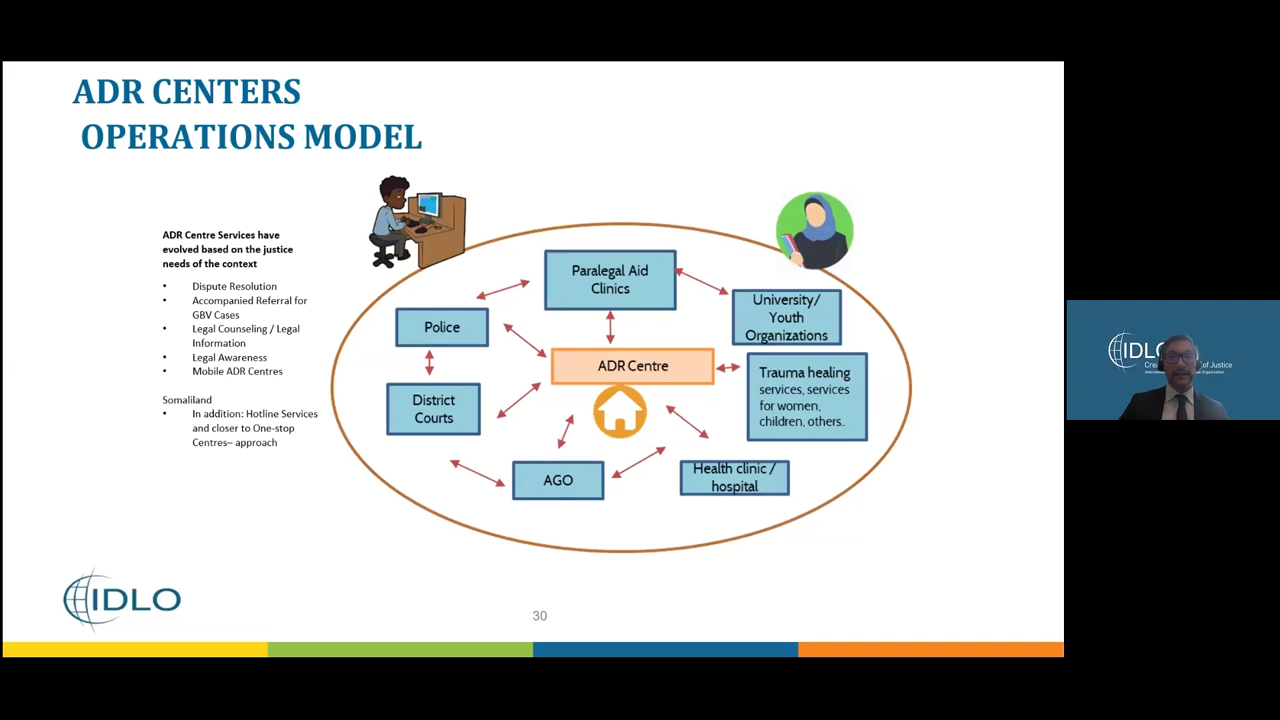 ADR CENTERS
OPERATIONS MODEL
ADR Centre Services have
evolved based on the justice
needs of the context
• Dispute Resolution
• Accompanied Referral for
GBV Cases
• Legal Counseling / Legal
Information
• Legal Awareness
• Mobile ADR Centres
Somaliland
• In addition: Hotline Services
and closer to One-stop
Centres– approach
Paralegal Aid
Clinics
University/
Youth
Organizations
Police
ADR Centre
Trauma healing
services, services
for women,
children, others..
District
Courts
AGO
Health clinic /
hospital
IDLO
30
IDLO
of Justice